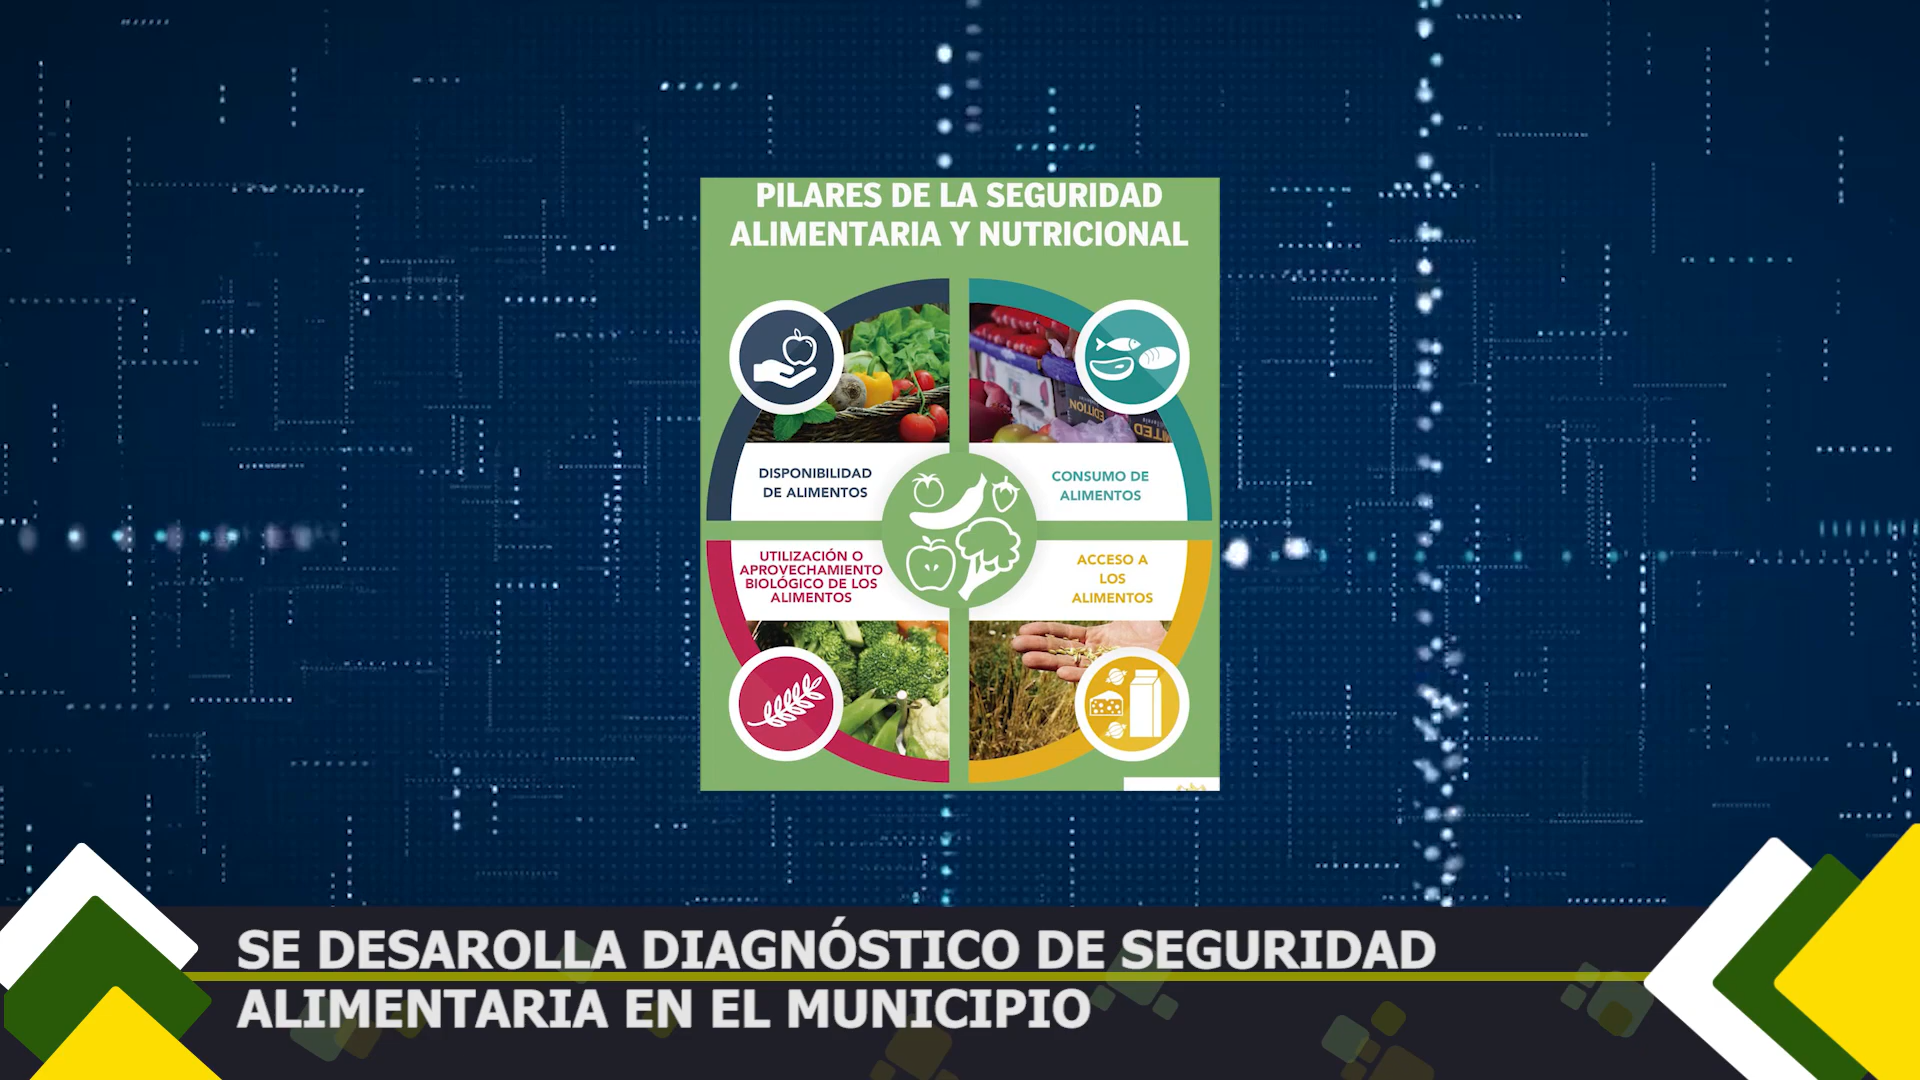 PILARES DE LA SEGURIDAD
ALIMENTARIA Y NUTRICIONAL
DISPONIBILIDAD
DE ALIMENTOS
CONSUMO DE
ALIMENTOS
UTILIZACIÓN O
APROVECHAMIENTO
BIOLÓGICO DE LOS
ALIMENTOS
ACCESO A
LOS
ALIMENTOS
EDITION
SE DESAROLLA DIAGNÓSTICO DE SEGURIDAD
ALIMENTARIA EN EL MUNICIPIO